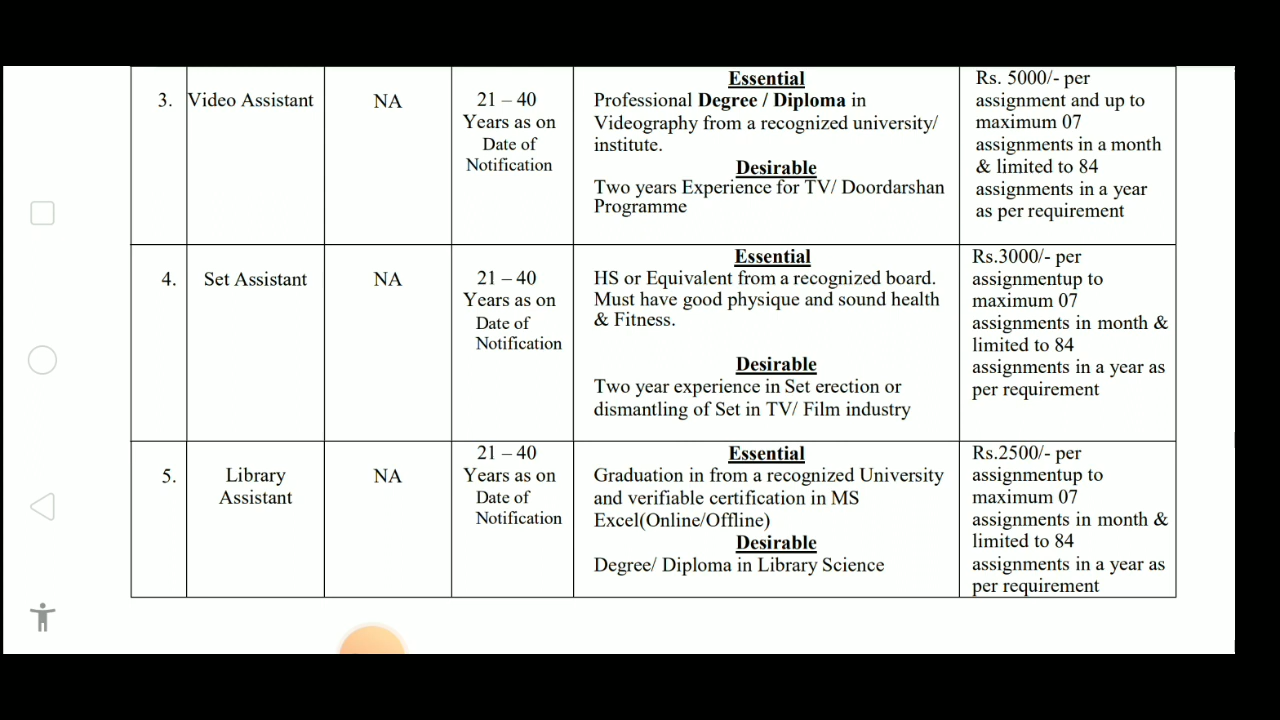 3.
Video Assistant
NA
21 – 40
Years as on
Date of
Notification
Essential
Professional Degree / Diploma in
Videography from a recognized university/
institute.
Desirable
Two years Experience for TV/ Doordarshan
Programme
Rs. 5000/- per
assignment and up to
maximum 07
assignments in a month
& limited to 84
assignments in a year
as per requirement
4.
Set Assistant
NA
21 – 40
Years as on
Date of
Notification
Essential
HS or Equivalent from a recognized board.
Must have good physique and sound health
& Fitness.
Desirable
Two year experience in Set erection or
dismantling of Set in TV/ Film industry
Rs.3000/- per
assignmentup to
maximum 07
assignments in month &
limited to 84
assignments in a year as
per requirement
5.
Library
Assistant
NA
21 – 40
Years as on
Date of
Notification
Essential
Graduation in from a recognized University
and verifiable certification in MS
Excel(Online/Offline)
Desirable
Degree/ Diploma in Library Science
Rs.2500/- per
assignmentup to
maximum 07
assignments in month &
limited to 84
assignments in a year as
per requirement